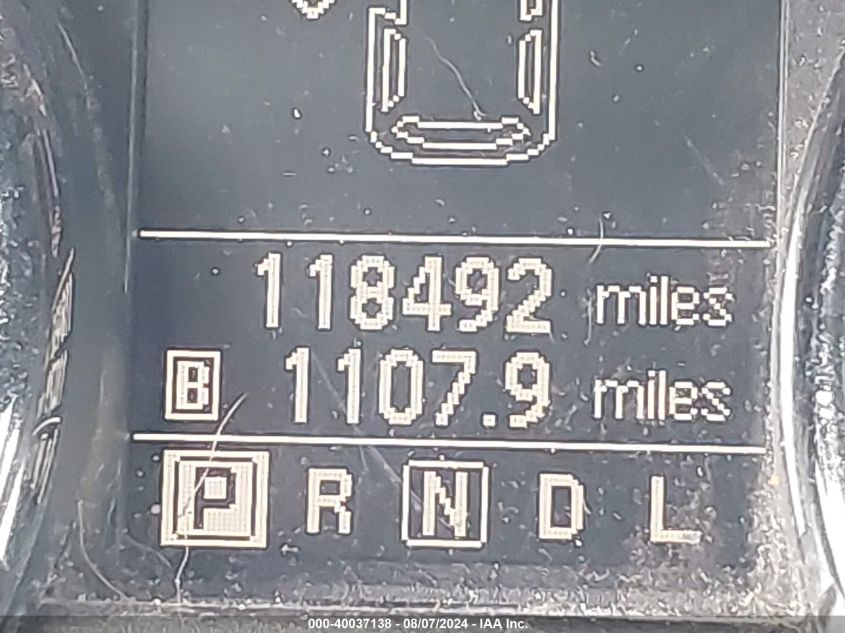 118492 miles
B 1107.9 miles
P R N D L
000-40037138 - 08/07/2024 - IAA Inc.